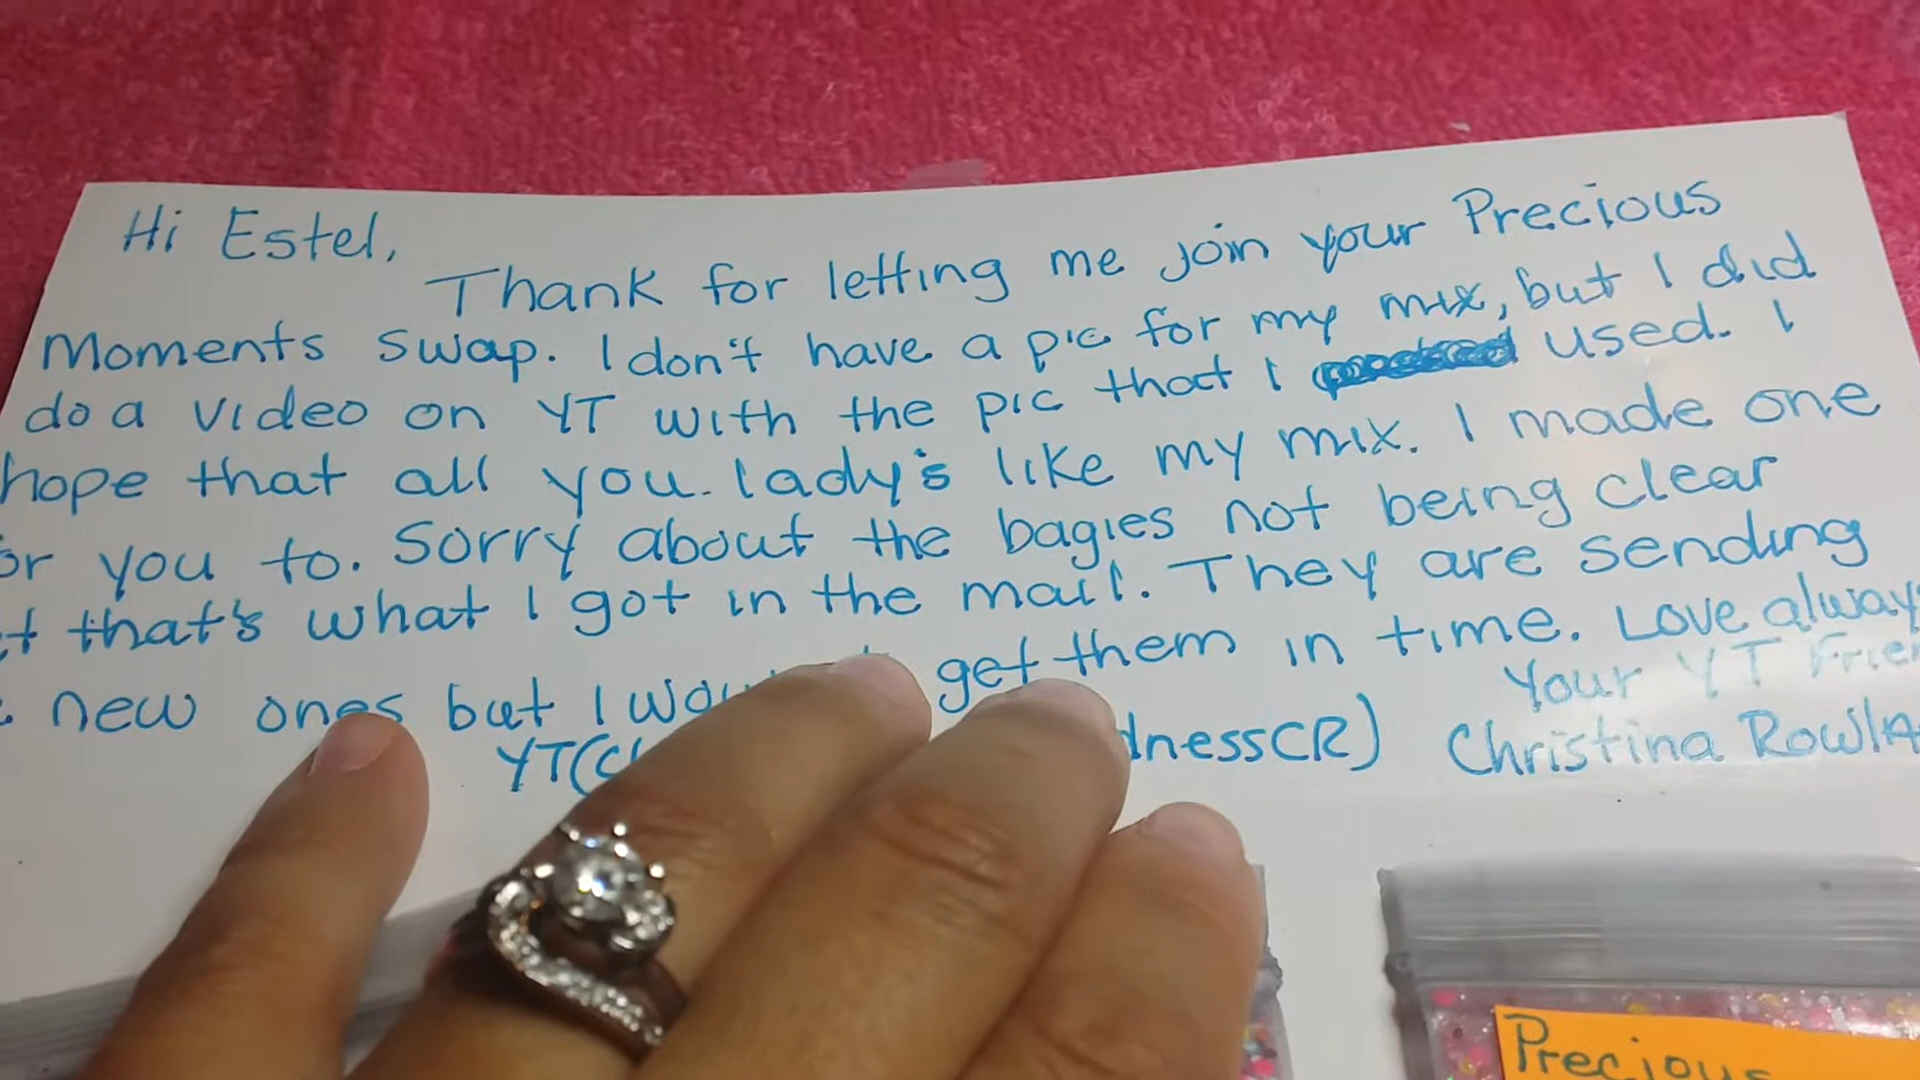 Hi Estel,
Thank for letting me join your Precious
Moments swap. I don't have a pic for my mix, but I did
do a video on YT with the pic that I used. I
hope that all you lady's like my mix. I made one
or you to. Sorry about the bagies not being clear
that's what I got in the mail. They are sending
new ones but I get them in time. Love always
Your YT Frien
YT(C dnessCR) Christina Rowla
Precious